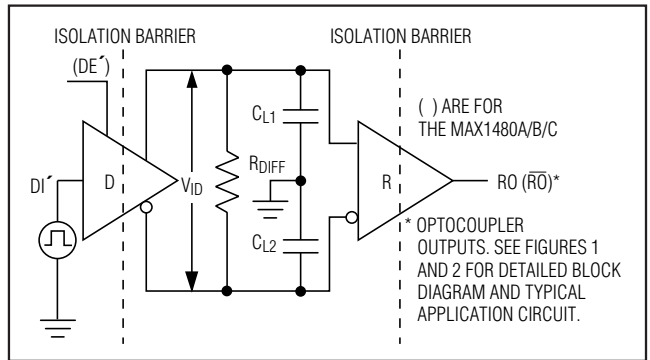 ISOLATION BARRIER
ISOLATION BARRIER
(DE´)
( ) ARE FOR
THE MAX1480A/B/C
CL1
DI´
D
VID
RDIFF
R
RO (R̅O̅)*
CL2
* OPTOCOUPLER
OUTPUTS. SEE FIGURES 1
AND 2 FOR DETAILED BLOCK
DIAGRAM AND TYPICAL
APPLICATION CIRCUIT.